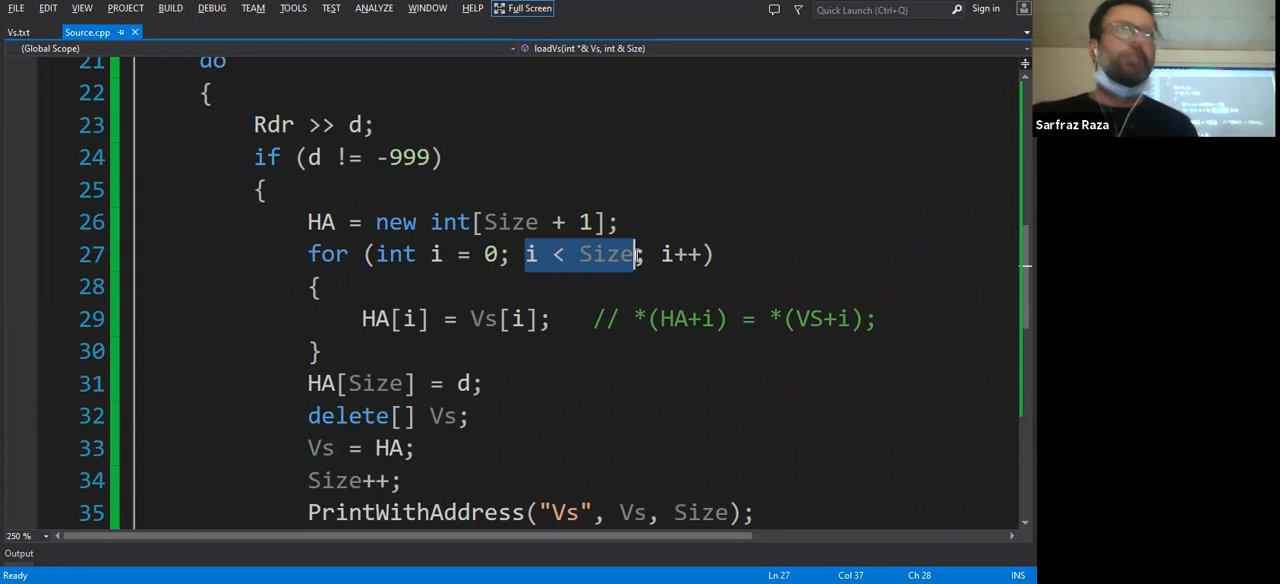 FILE EDIT VIEW PROJECT BUILD DEBUG TEAM TOOLS TEST ANALYZE WINDOW HELP Full Screen Quick Launch (Ctrl+Q) Sign in
Vs.txt Source.cpp
(Global Scope) loadVs(int *& Vs, int & Size)
21 do
22 {
23 Rdr >> d;
24 if (d != -999)
25 {
26 HA = new int[Size + 1];
27 for (int i = 0; i < Size; i++)
28 {
29 HA[i] = Vs[i]; // *(HA+i) = *(VS+i);
30 }
31 HA[Size] = d;
32 delete[] Vs;
33 Vs = HA;
34 Size++;
35 PrintWithAddress("Vs", Vs, Size);
250 %
Output
Ready Ln 27 Col 37 Ch 28 INS
Sarfraz Raza